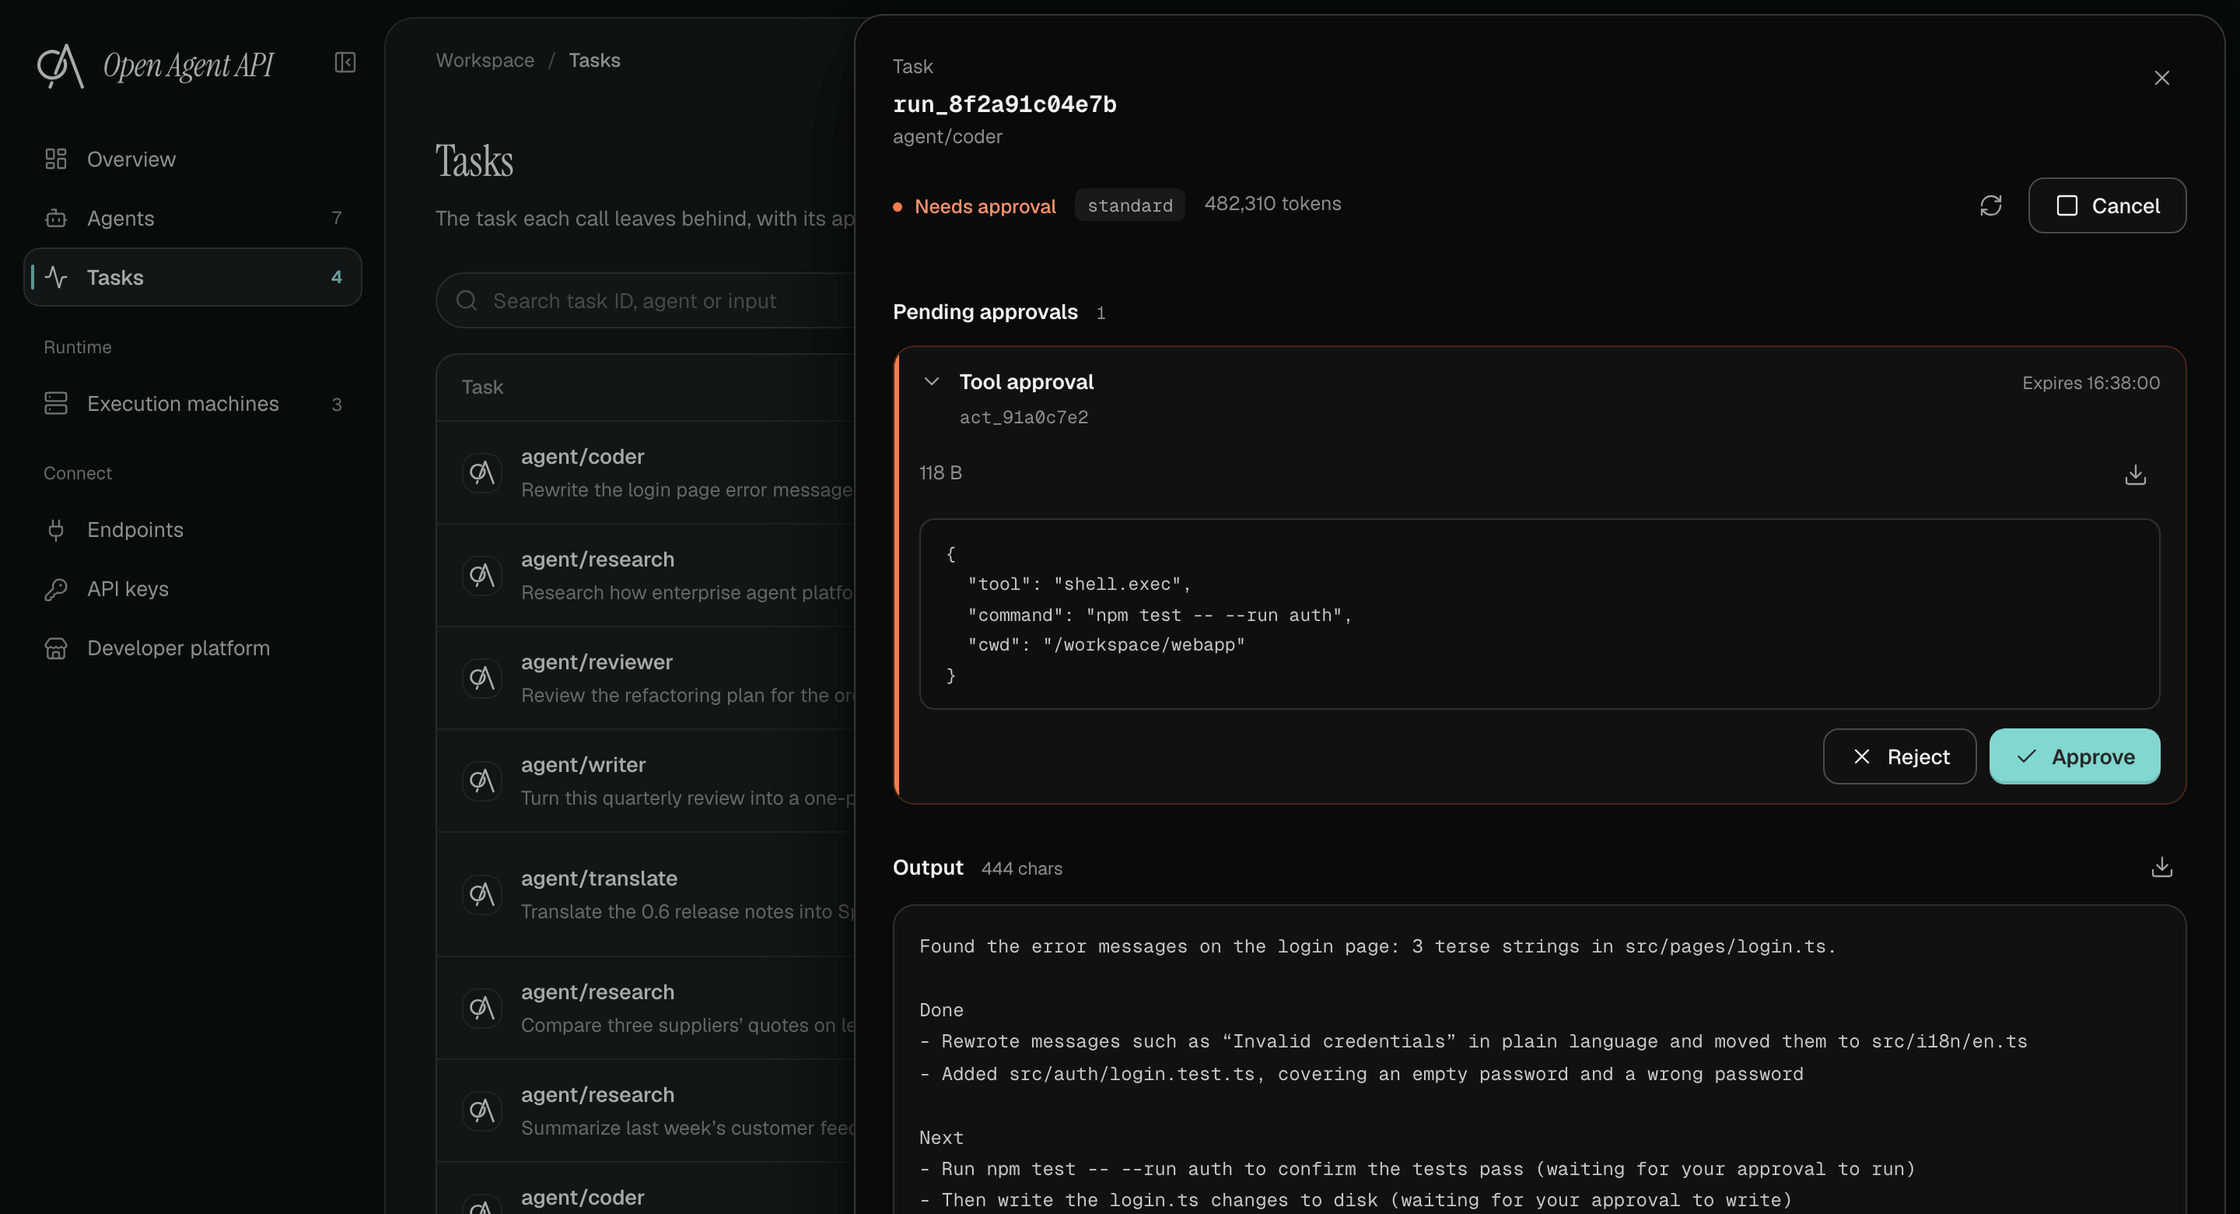 Open Agent API
Overview
Agents 7
Tasks 4
Runtime
Execution machines 3
Connect
Endpoints
API keys
Developer platform
Workspace / Tasks
Tasks
The task each call leaves behind, with its ap
Search task ID, agent or input
Task
agent/coder
Rewrite the login page error message
agent/research
Research how enterprise agent platfo
agent/reviewer
Review the refactoring plan for the or
agent/writer
Turn this quarterly review into a one-p
agent/translate
Translate the 0.6 release notes into Sp
agent/research
Compare three suppliers’ quotes on le
agent/research
Summarize last week’s customer feed
agent/coder
Task
run_8f2a91c04e7b
agent/coder
Needs approval standard 482,310 tokens
Cancel
Pending approvals 1
Tool approval Expires 16:38:00
act_91a0c7e2
118 B
{
"tool": "shell.exec",
"command": "npm test -- --run auth",
"cwd": "/workspace/webapp"
}
Reject Approve
Output 444 chars
Found the error messages on the login page: 3 terse strings in src/pages/login.ts.
Done
- Rewrote messages such as “Invalid credentials” in plain language and moved them to src/i18n/en.ts
- Added src/auth/login.test.ts, covering an empty password and a wrong password
Next
- Run npm test -- --run auth to confirm the tests pass (waiting for your approval to run)
- Then write the login.ts changes to disk (waiting for your approval to write)